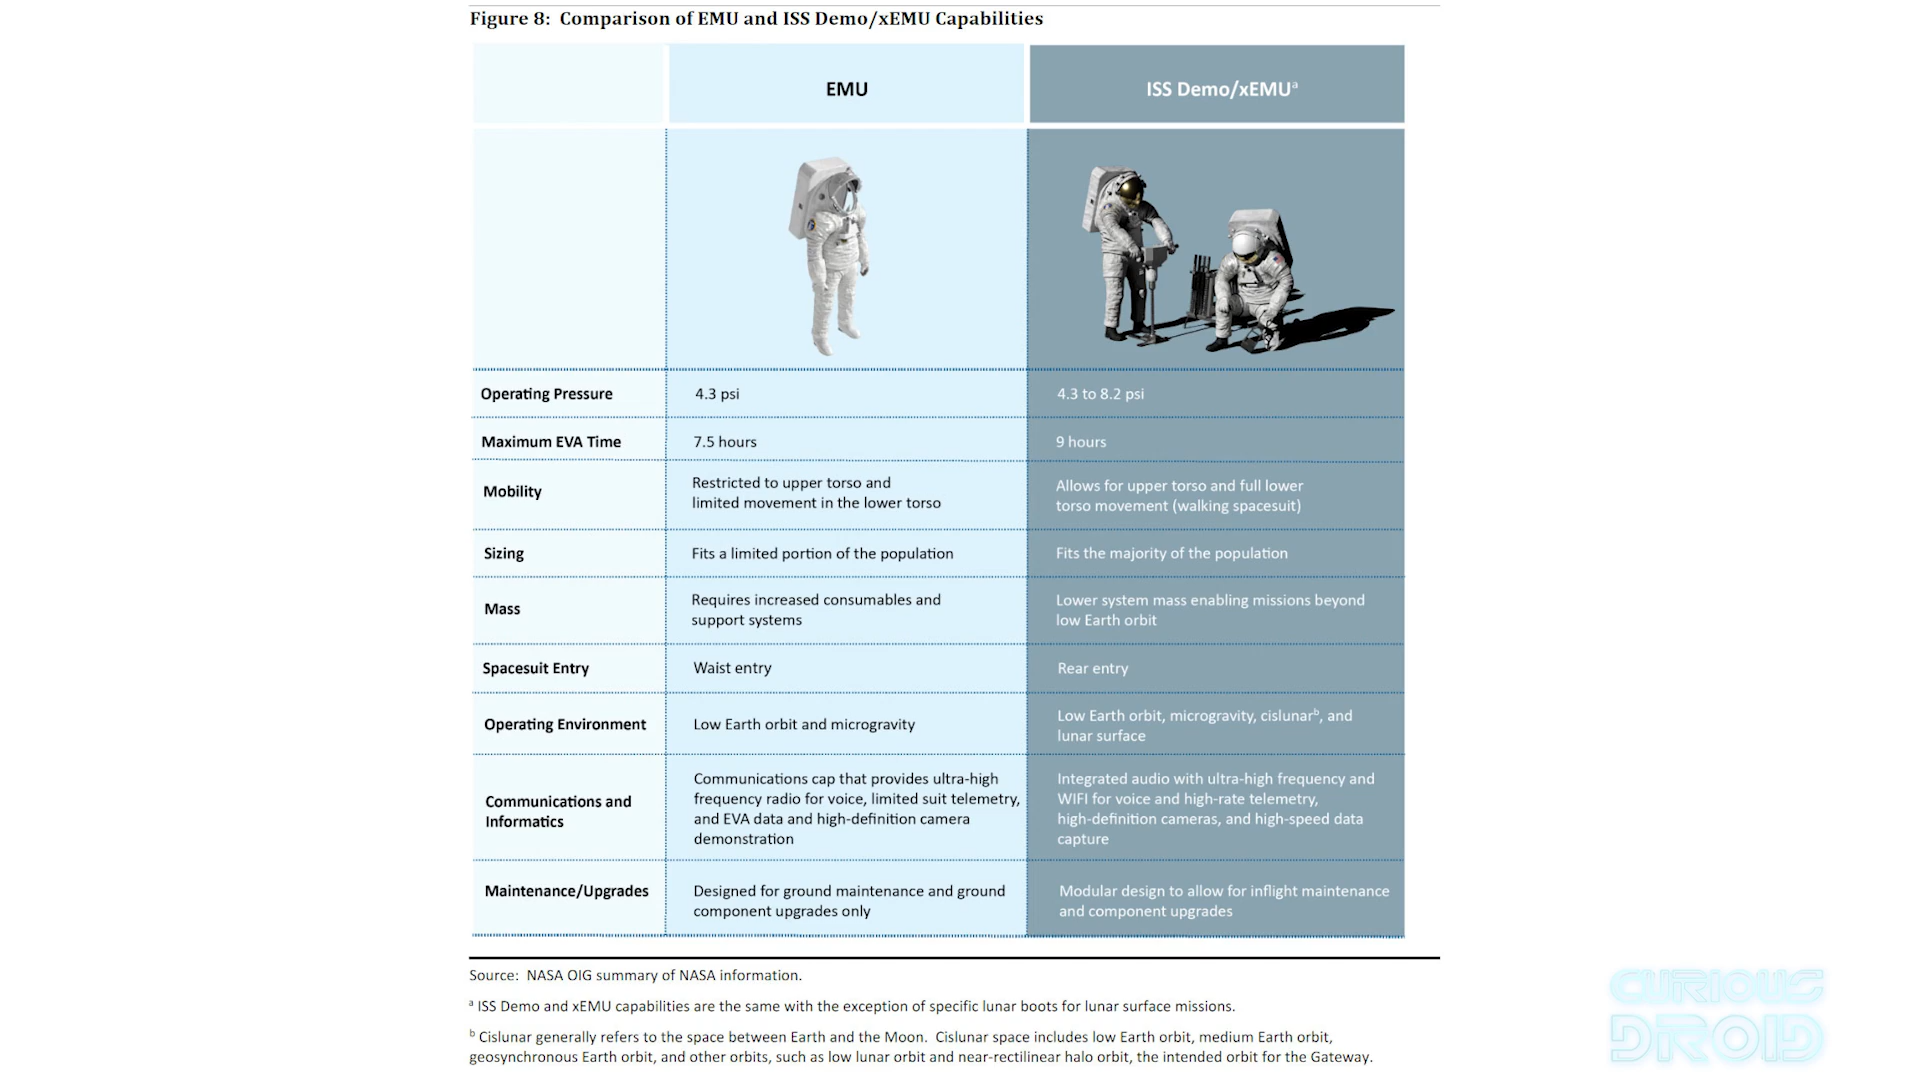 Figure 8: Comparison of EMU and ISS Demo/xEMU Capabilities
EMU
ISS Demo/xEMUᵃ
Operating Pressure
4.3 psi
4.3 to 8.2 psi
Maximum EVA Time
7.5 hours
9 hours
Mobility
Restricted to upper torso and
limited movement in the lower torso
Allows for upper torso and full lower
torso movement (walking spacesuit)
Sizing
Fits a limited portion of the population
Fits the majority of the population
Mass
Requires increased consumables and
support systems
Lower system mass enabling missions beyond
low Earth orbit
Spacesuit Entry
Waist entry
Rear entry
Operating Environment
Low Earth orbit and microgravity
Low Earth orbit, microgravity, cislunarᵇ, and
lunar surface
Communications and
Informatics
Communications cap that provides ultra-high
frequency radio for voice, limited suit telemetry,
and EVA data and high-definition camera
demonstration
Integrated audio with ultra-high frequency and
WIFI for voice and high-rate telemetry,
high-definition cameras, and high-speed data
capture
Maintenance/Upgrades
Designed for ground maintenance and ground
component upgrades only
Modular design to allow for inflight maintenance
and component upgrades
Source: NASA OIG summary of NASA information.
ᵃ ISS Demo and xEMU capabilities are the same with the exception of specific lunar boots for lunar surface missions.
ᵇ Cislunar generally refers to the space between Earth and the Moon. Cislunar space includes low Earth orbit, medium Earth orbit,
geosynchronous Earth orbit, and other orbits, such as low lunar orbit and near-rectilinear halo orbit, the intended orbit for the Gateway.
CURIOUS
DROID